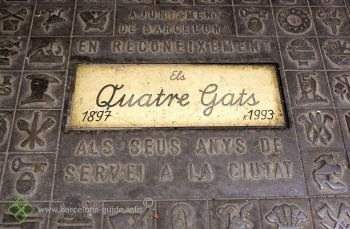 AJUNTAMENT
DE BARCELONA
EN RECONEIXEMENT
Els
Quatre Gats
1897 1993
ALS SEUS ANYS DE
SERVEI A LA CIUTAT
www.barcelona-guide.info